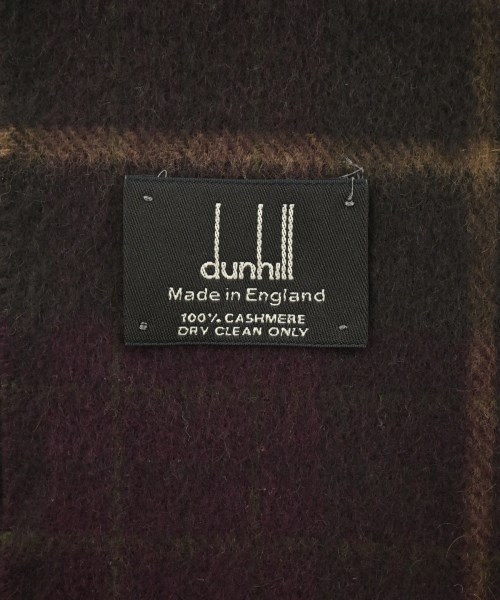 dunhill
Made in England
100% CASHMERE
DRY CLEAN ONLY